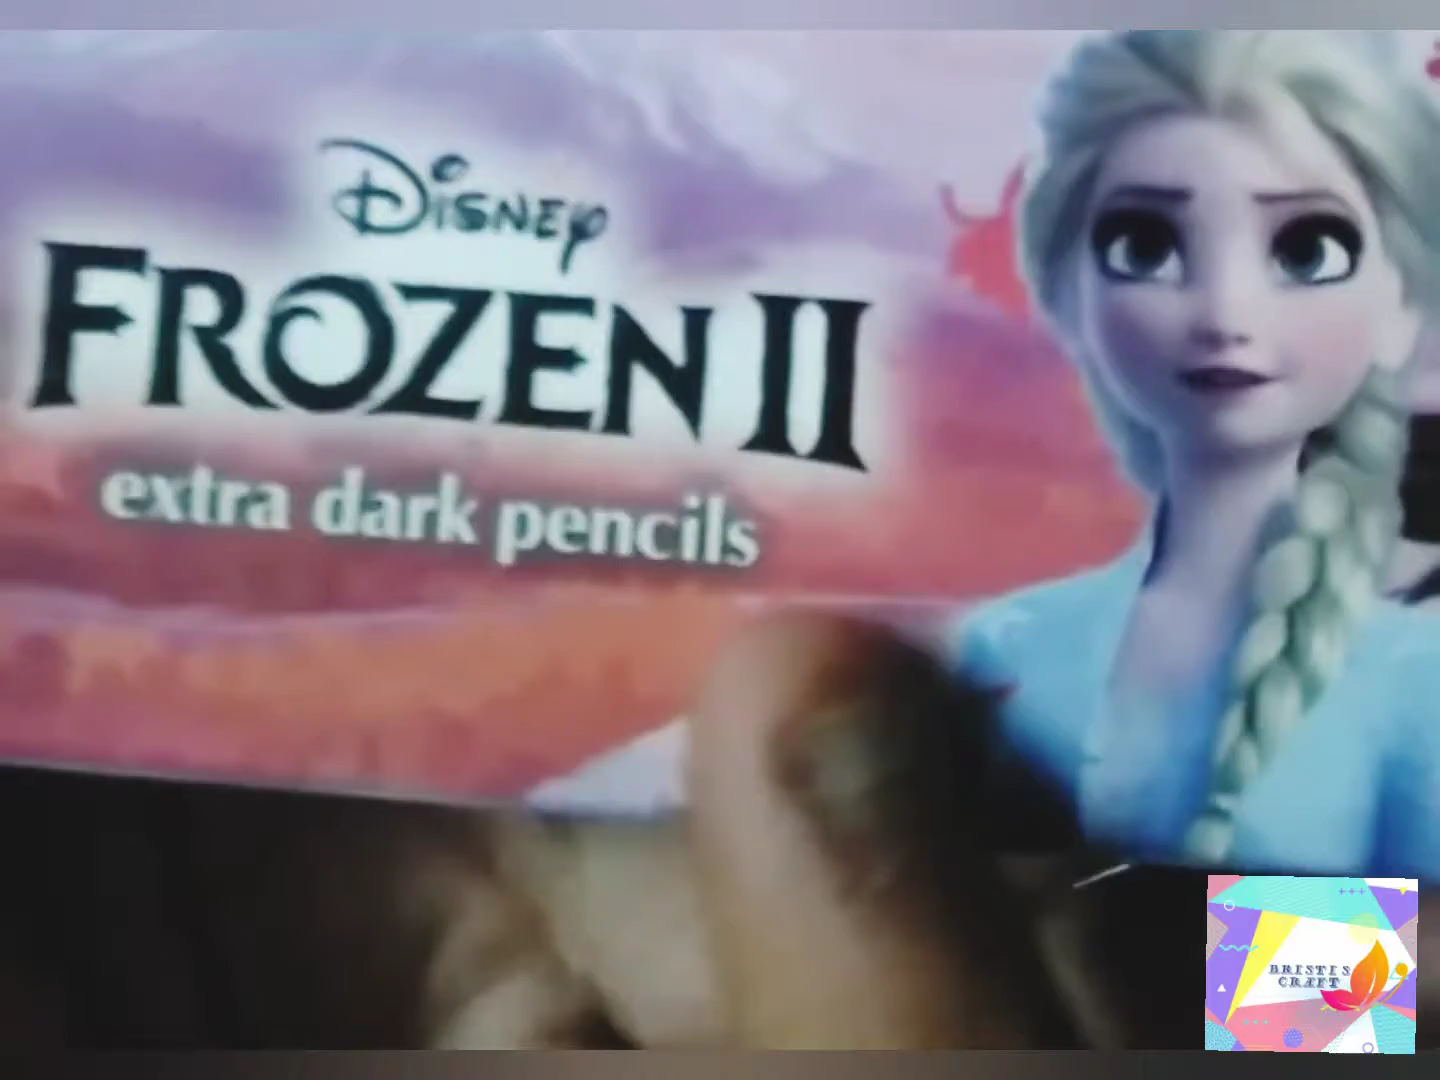 Disney
FROZEN II
extra dark pencils
BRISTI'S
CRAFT